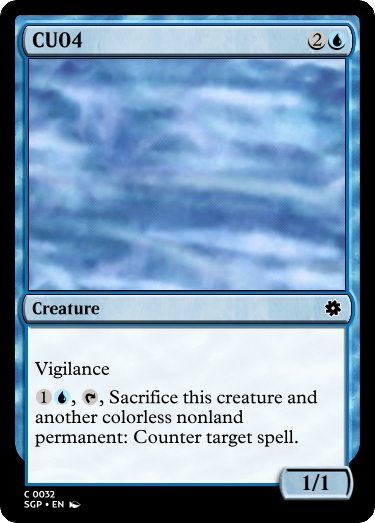 CU04 2
Creature
Vigilance
1, , Sacrifice this creature and
another colorless nonland
permanent: Counter target spell.
1/1
C 0032
SGP • EN